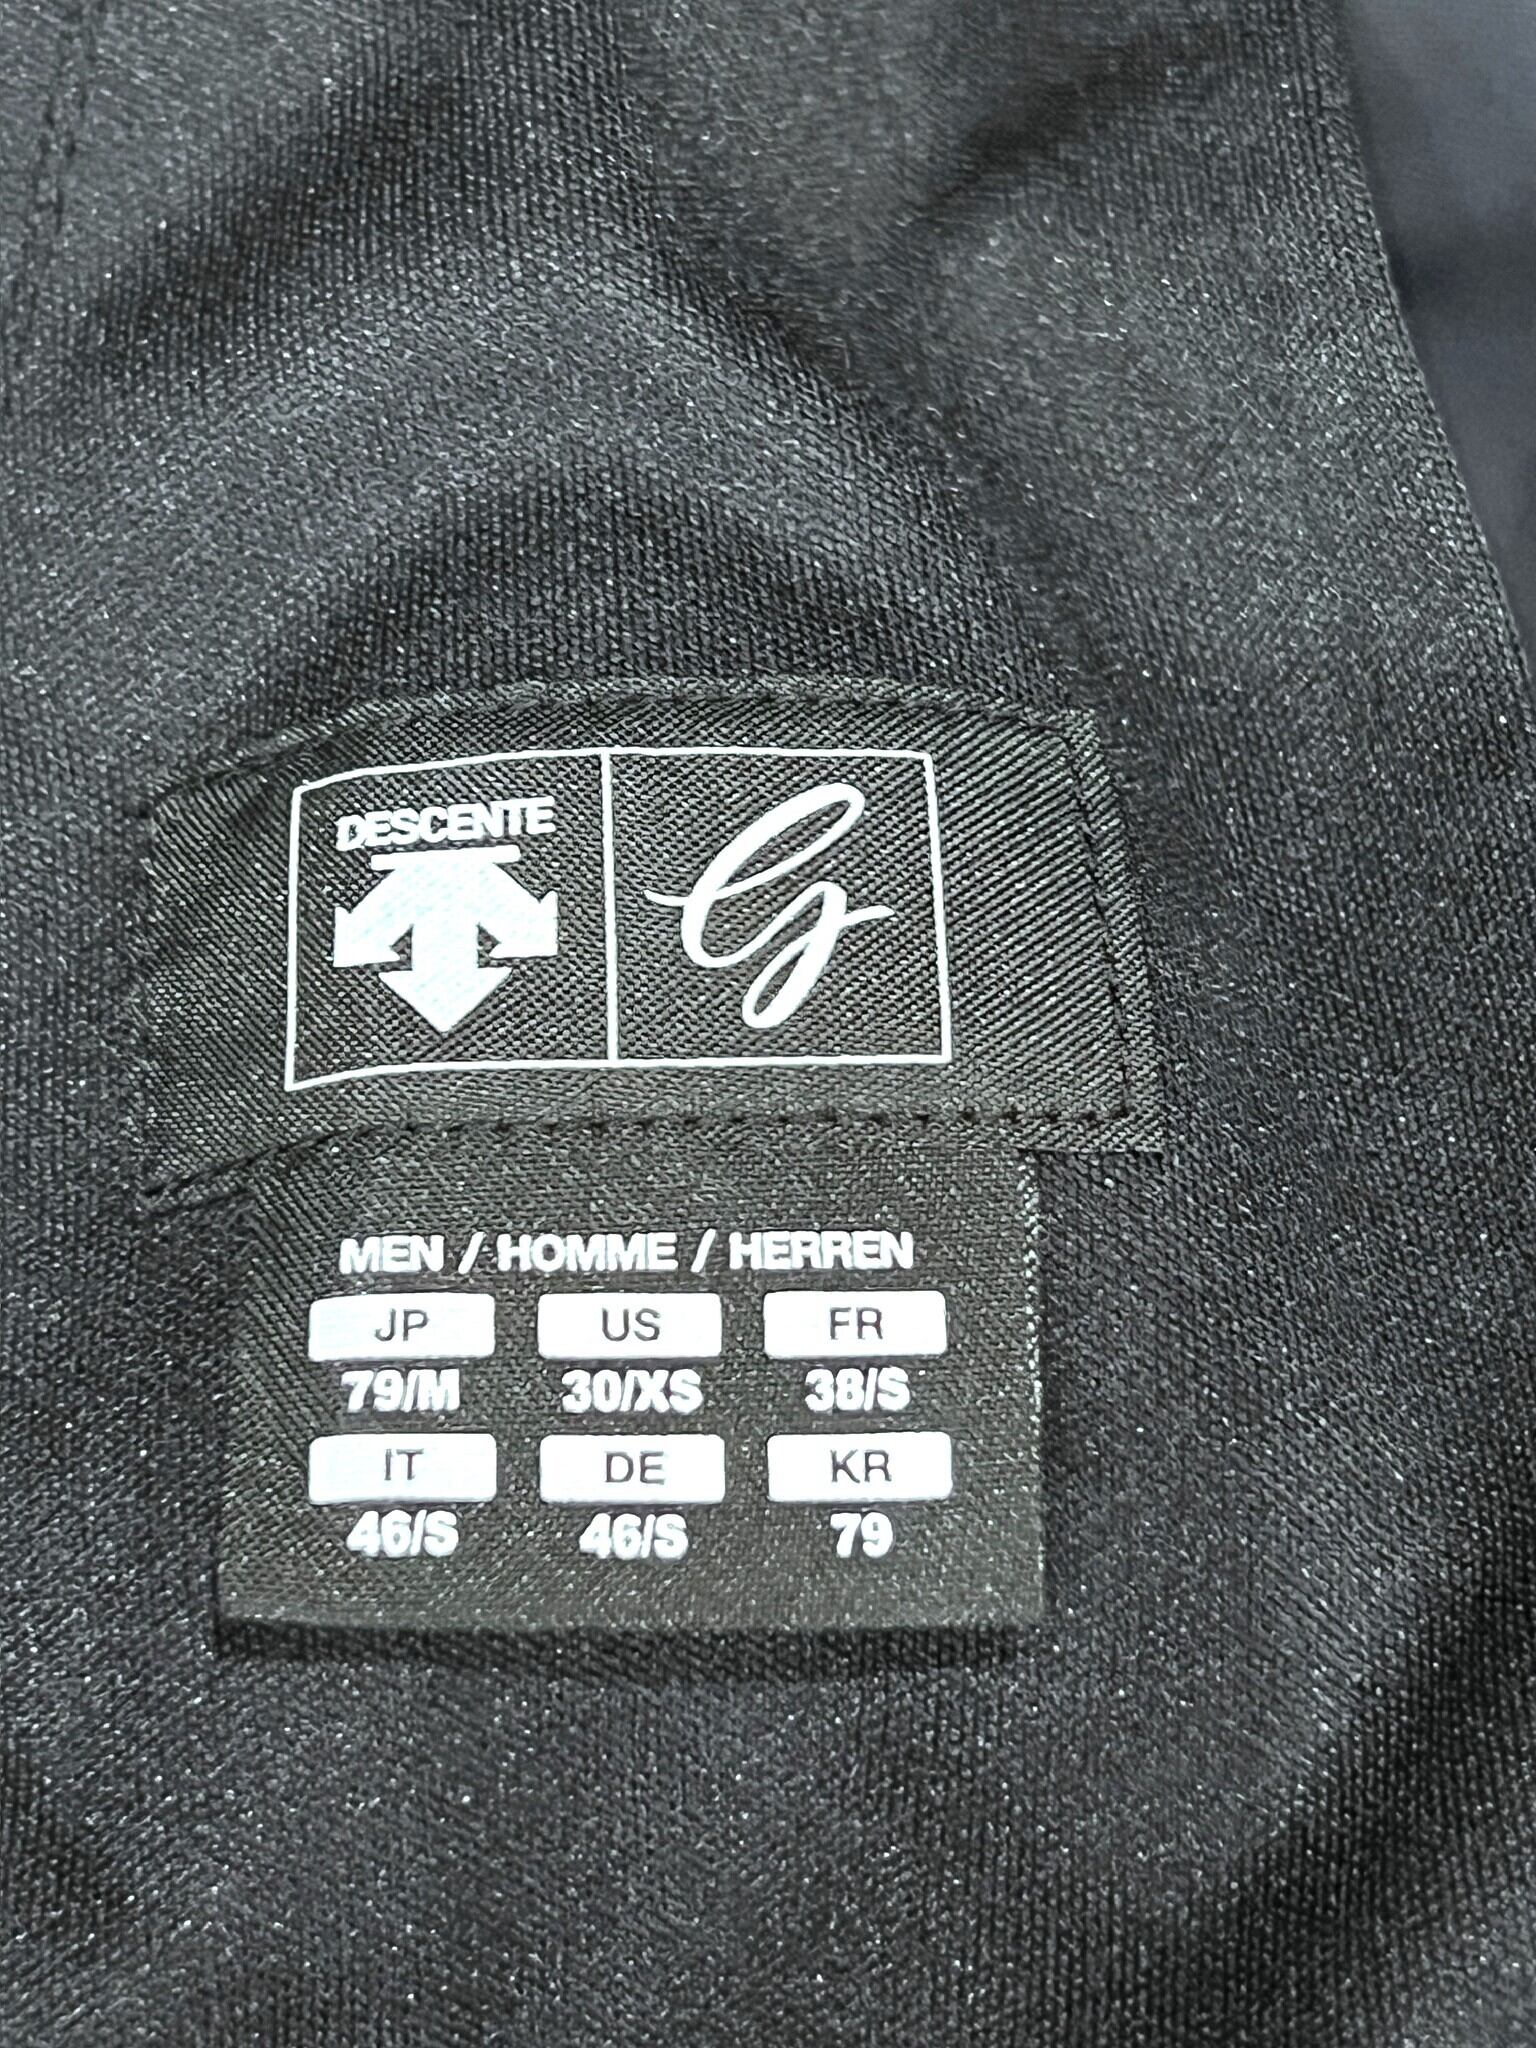 DESCENTE
G
MEN / HOMME / HERREN
JP US FR
79/M 30/XS 38/S
IT DE KR
46/S 46/S 79